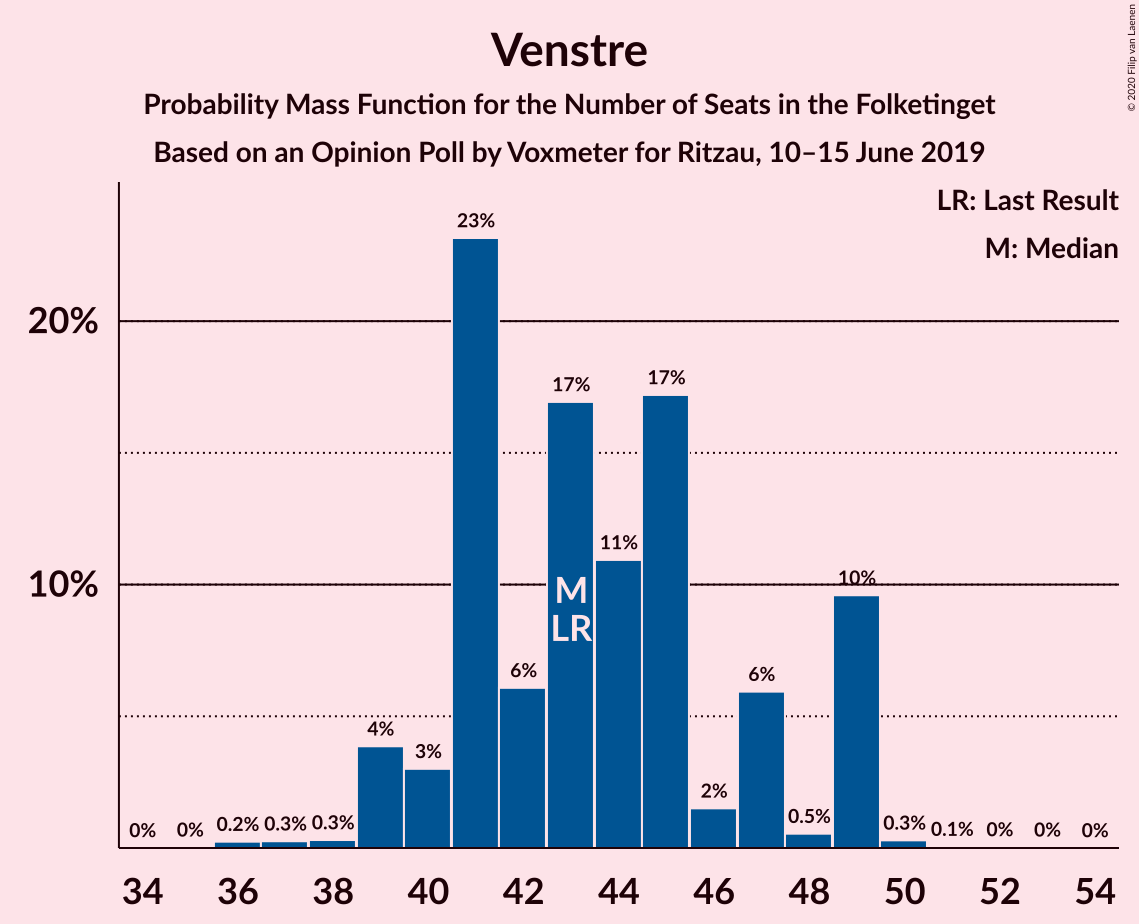 Venstre
Probability Mass Function for the Number of Seats in the Folketinget
Based on an Opinion Poll by Voxmeter for Ritzau, 10–15 June 2019
© 2020 Filip van Laenen
LR: Last Result
M: Median
20%
10%
0% 0% 0.2% 0.3% 0.3% 4% 3% 23% 6% 17% 11% 17% 2% 6% 0.5% 10% 0.3% 0.1% 0% 0% 0%
M
LR
34 36 38 40 42 44 46 48 50 52 54